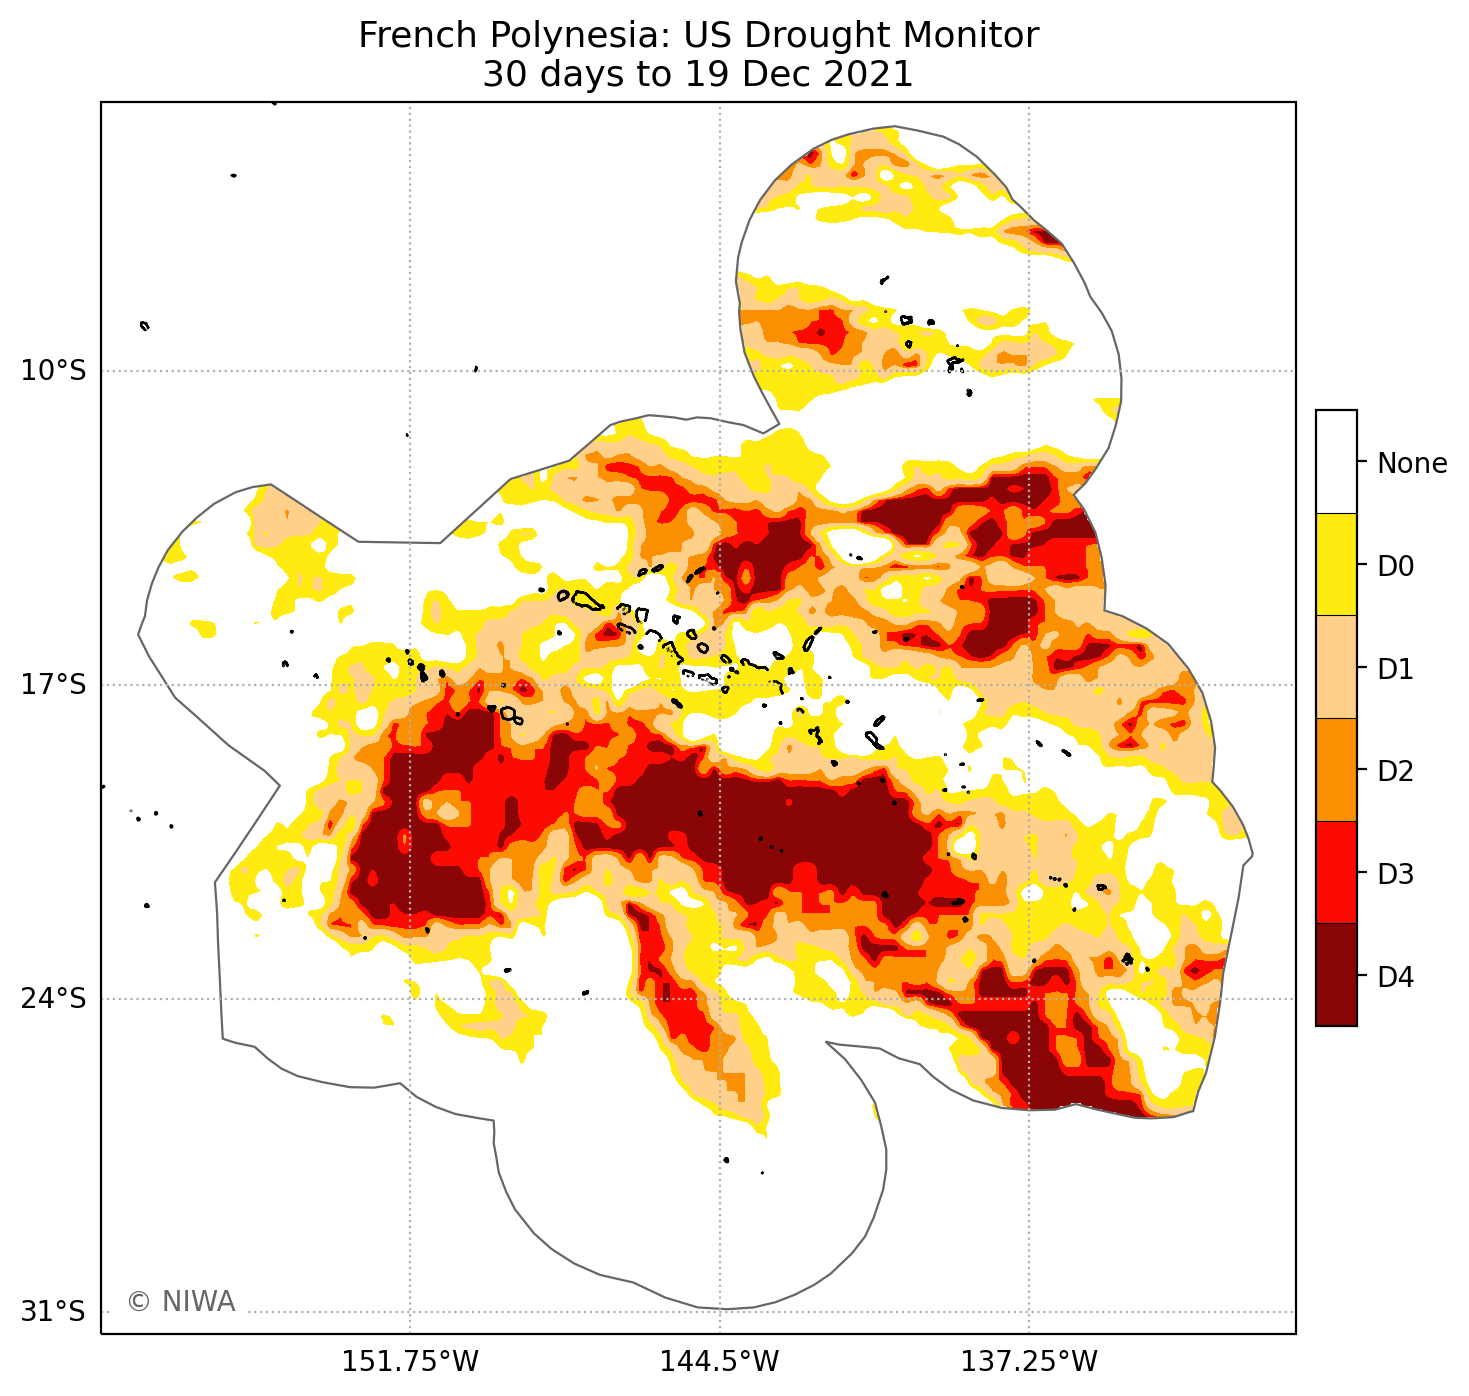 French Polynesia: US Drought Monitor
30 days to 19 Dec 2021
10°S
17°S
24°S
31°S
151.75°W
144.5°W
137.25°W
None
D0
D1
D2
D3
D4
© NIWA